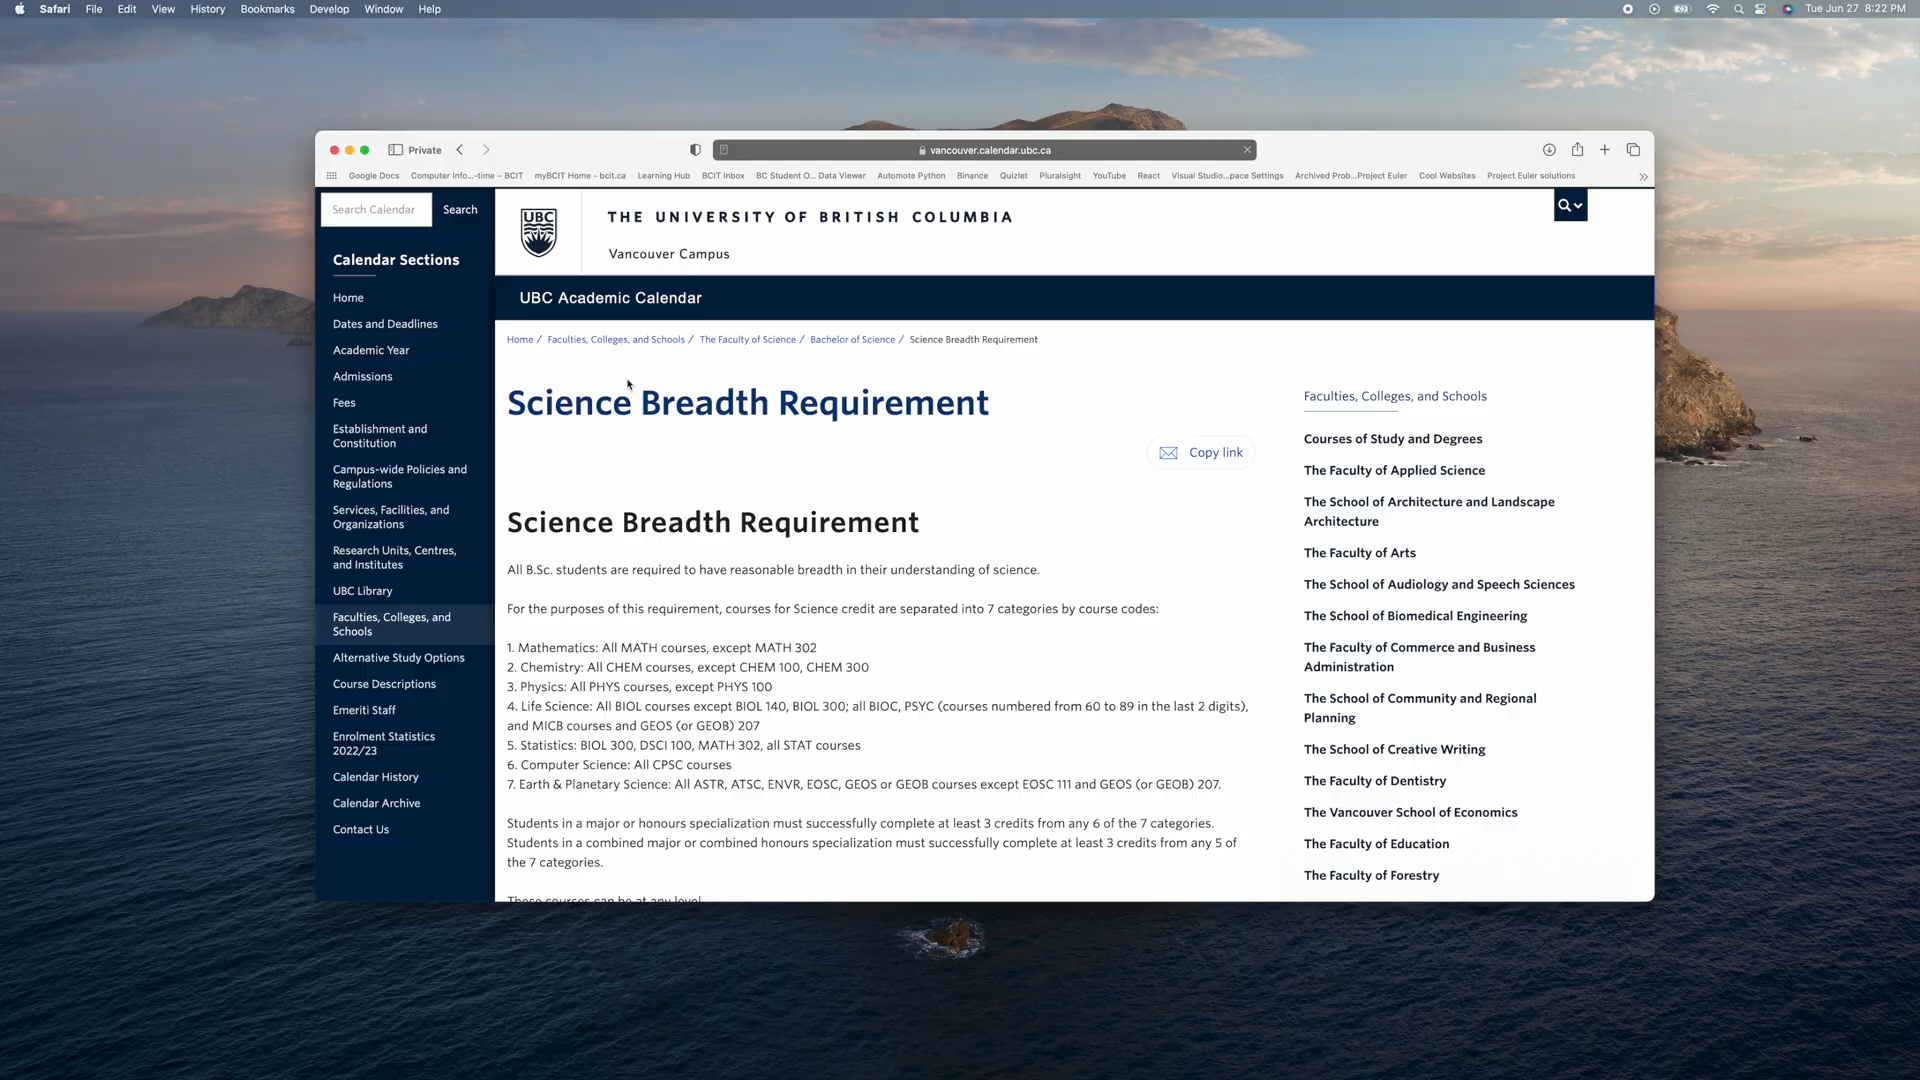 Safari File Edit View History Bookmarks Develop Window Help Tue Jun 27 8:22 PM
Private vancouver.calendar.ubc.ca
Google Docs Computer Info...-time – BCIT myBCIT Home – bcit.ca Learning Hub BCIT Inbox BC Student O... Data Viewer Automate Python Binance Quizlet Pluralsight YouTube React Visual Studio...pace Settings Archived Prob...Project Euler Cool Websites Project Euler solutions
Search Calendar Search
Calendar Sections
Home
Dates and Deadlines
Academic Year
Admissions
Fees
Establishment and
Constitution
Campus-wide Policies and
Regulations
Services, Facilities, and
Organizations
Research Units, Centres,
and Institutes
UBC Library
Faculties, Colleges, and
Schools
Alternative Study Options
Course Descriptions
Emeriti Staff
Enrolment Statistics
2022/23
Calendar History
Calendar Archive
Contact Us
UBC
THE UNIVERSITY OF BRITISH COLUMBIA
Vancouver Campus
UBC Academic Calendar
Home / Faculties, Colleges, and Schools / The Faculty of Science / Bachelor of Science / Science Breadth Requirement
Science Breadth Requirement
Copy link
Science Breadth Requirement
All B.Sc. students are required to have reasonable breadth in their understanding of science.
For the purposes of this requirement, courses for Science credit are separated into 7 categories by course codes:
1. Mathematics: All MATH courses, except MATH 302
2. Chemistry: All CHEM courses, except CHEM 100, CHEM 300
3. Physics: All PHYS courses, except PHYS 100
4. Life Science: All BIOL courses except BIOL 140, BIOL 300; all BIOC, PSYC (courses numbered from 60 to 89 in the last 2 digits),
and MICB courses and GEOS (or GEOB) 207
5. Statistics: BIOL 300, DSCI 100, MATH 302, all STAT courses
6. Computer Science: All CPSC courses
7. Earth & Planetary Science: All ASTR, ATSC, ENVR, EOSC, GEOS or GEOB courses except EOSC 111 and GEOS (or GEOB) 207.
Students in a major or honours specialization must successfully complete at least 3 credits from any 6 of the 7 categories.
Students in a combined major or combined honours specialization must successfully complete at least 3 credits from any 5 of
the 7 categories.
These courses can be at any level
Faculties, Colleges, and Schools
Courses of Study and Degrees
The Faculty of Applied Science
The School of Architecture and Landscape
Architecture
The Faculty of Arts
The School of Audiology and Speech Sciences
The School of Biomedical Engineering
The Faculty of Commerce and Business
Administration
The School of Community and Regional
Planning
The School of Creative Writing
The Faculty of Dentistry
The Vancouver School of Economics
The Faculty of Education
The Faculty of Forestry